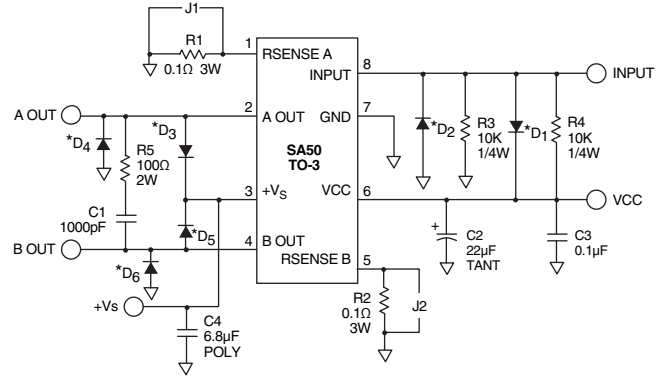 J1
R1
0.1Ω 3W
1
RSENSE A
INPUT
8
INPUT
A OUT
2
A OUT
GND
7
*D4
*D3
R5
100Ω
2W
SA50
TO-3
*D2
R3
10K
1/4W
*D1
R4
10K
1/4W
C1
1000pF
3
+VS
VCC
6
VCC
B OUT
*D5
4
B OUT
RSENSE B
5
*D6
+Vs
C4
6.8µF
POLY
R2
0.1Ω
3W
J2
+
C2
22µF
TANT
C3
0.1µF